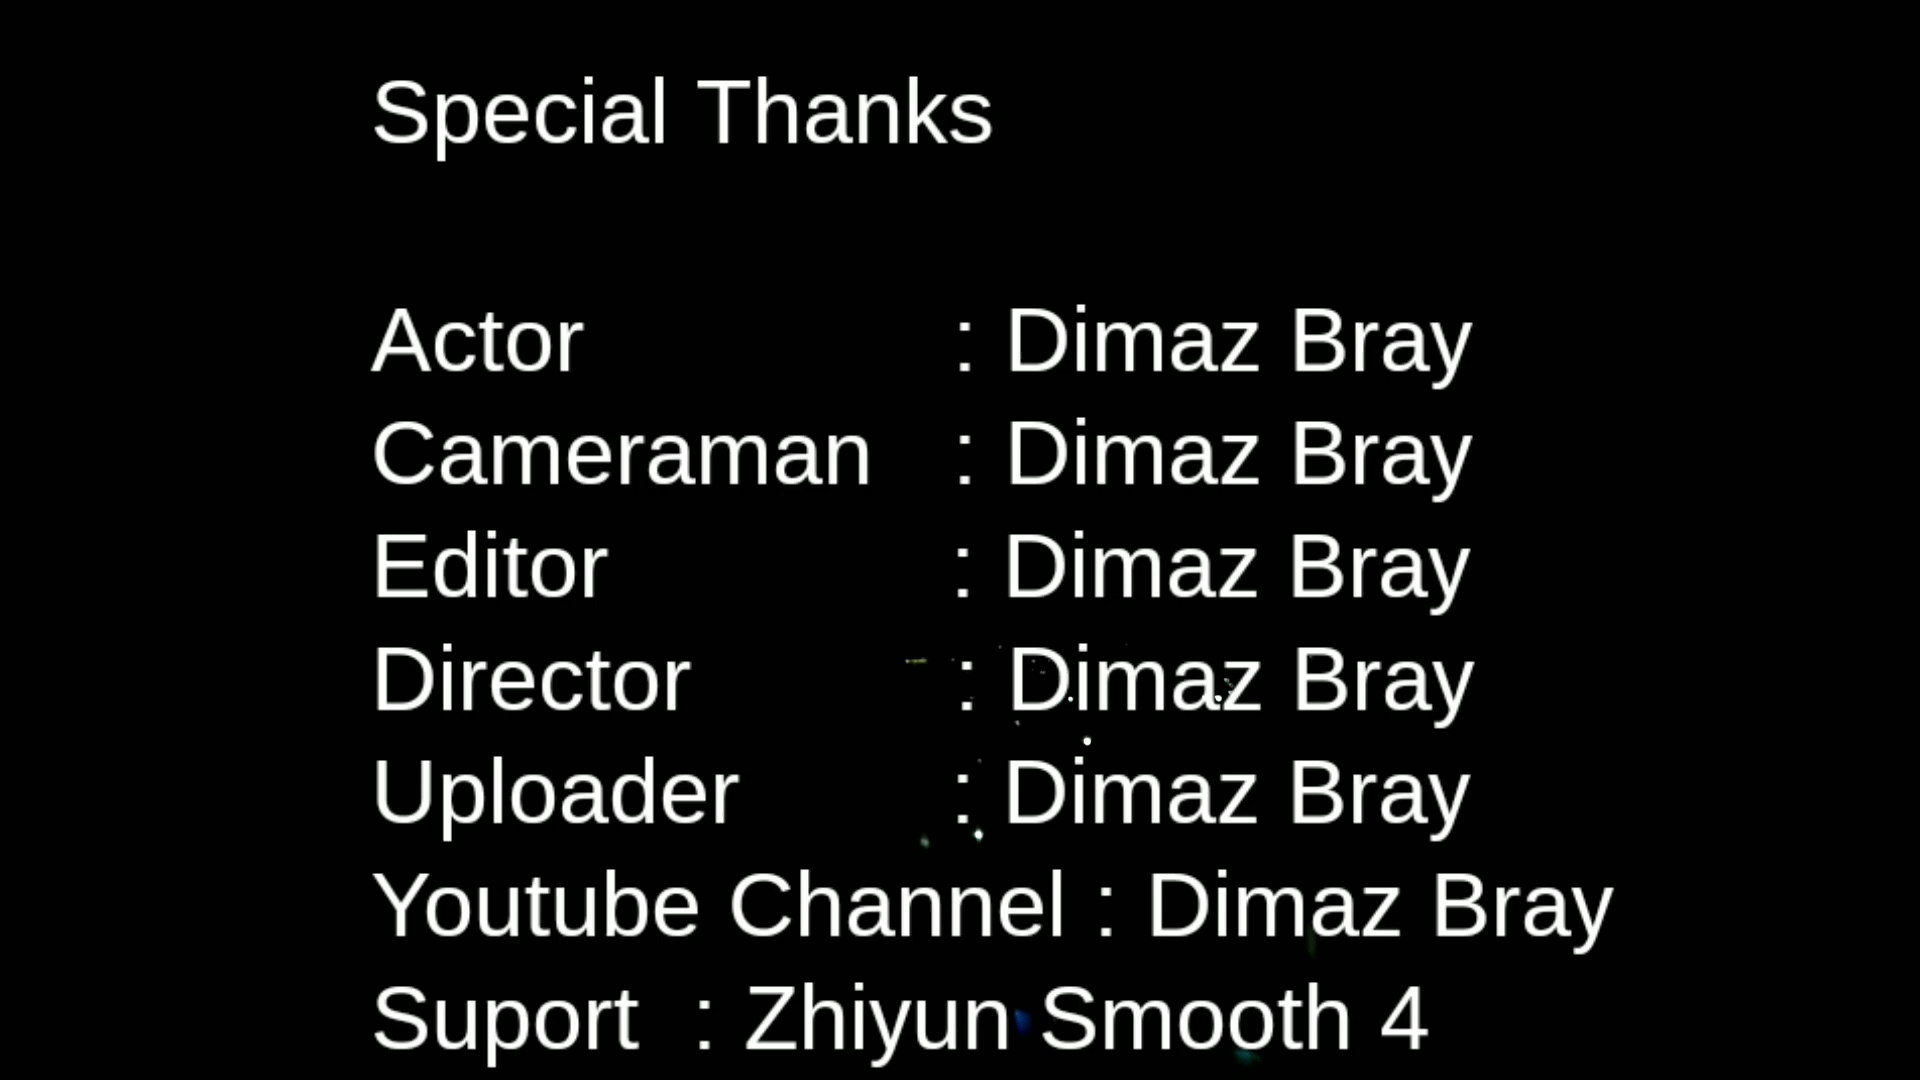 Special Thanks
Actor : Dimaz Bray
Cameraman : Dimaz Bray
Editor : Dimaz Bray
Director : Dimaz Bray
Uploader : Dimaz Bray
Youtube Channel : Dimaz Bray
Suport : Zhiyun Smooth 4